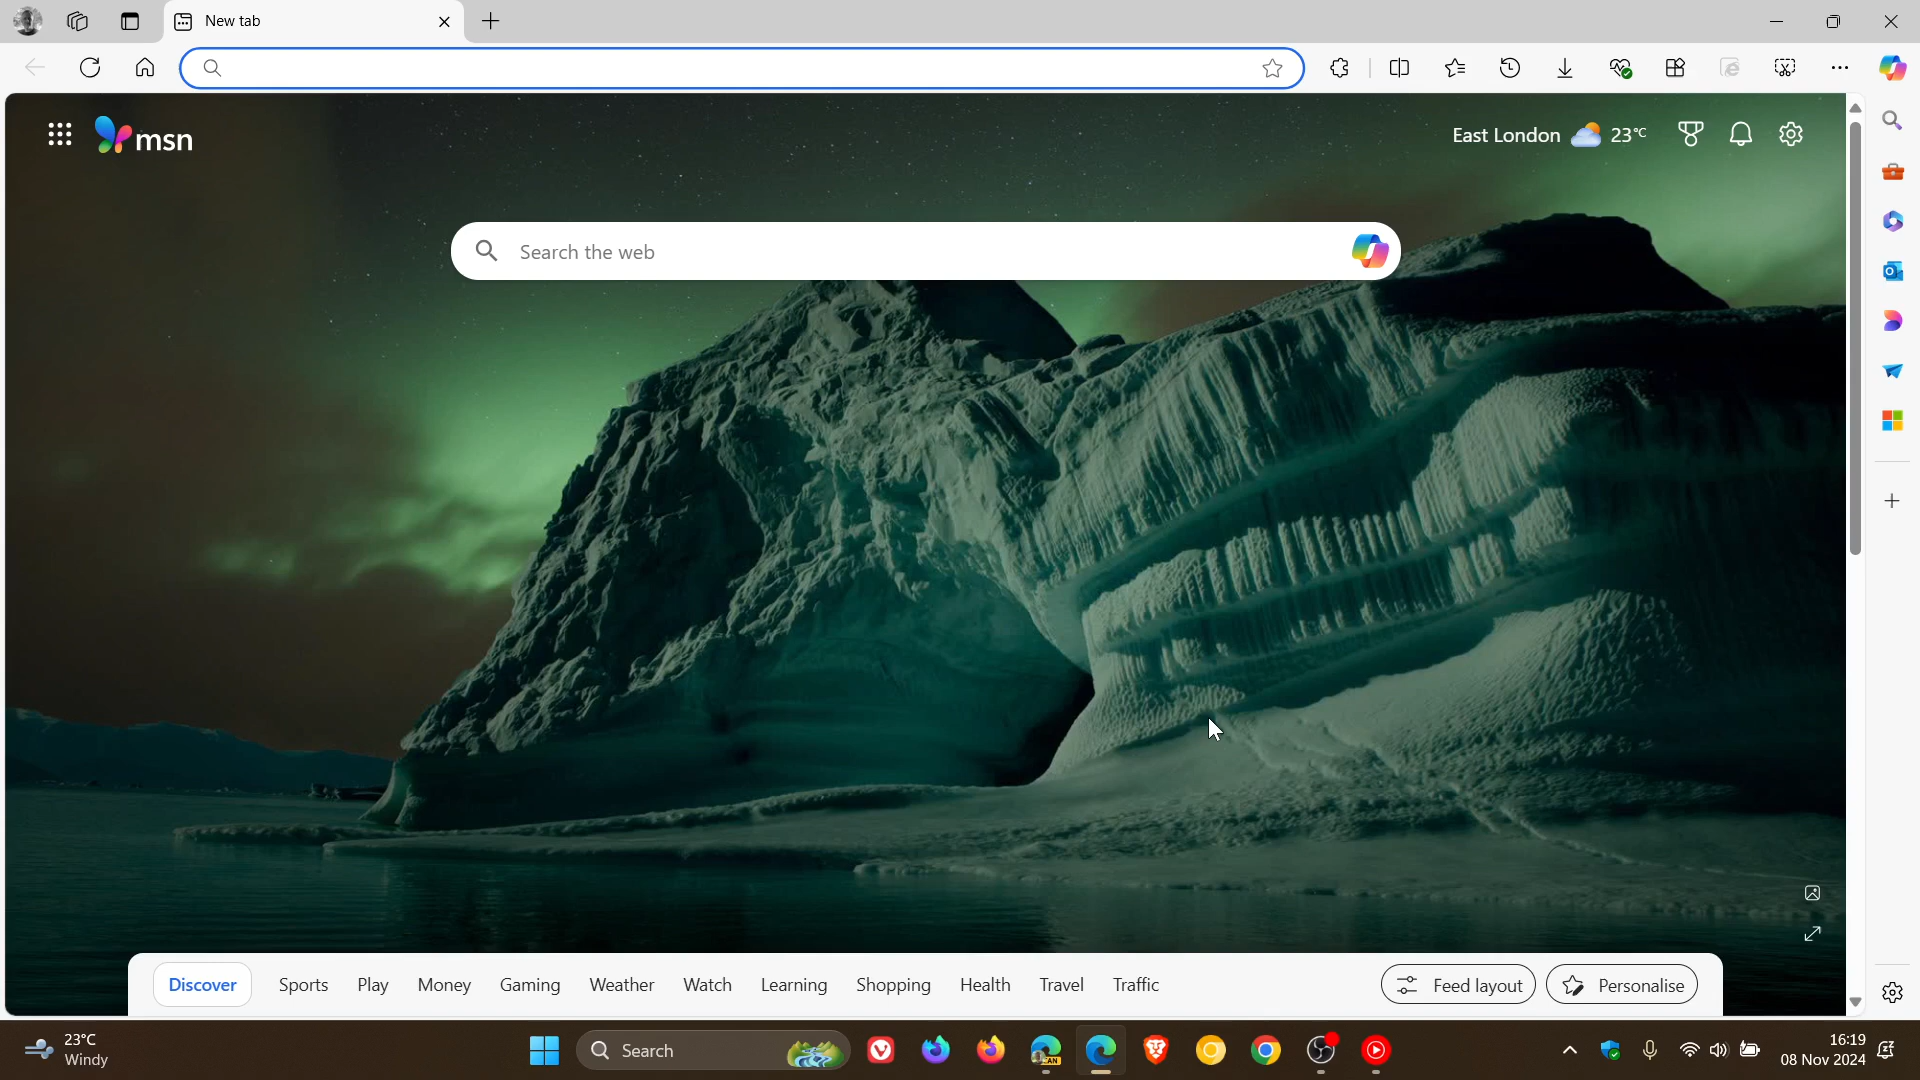 New tab
msn
East London 23°C
Search the web
Discover Sports Play Money Gaming Weather Watch Learning Shopping Health Travel Traffic Feed layout Personalise
23°C
Windy
Search
CAN
16:19
08 Nov 2024